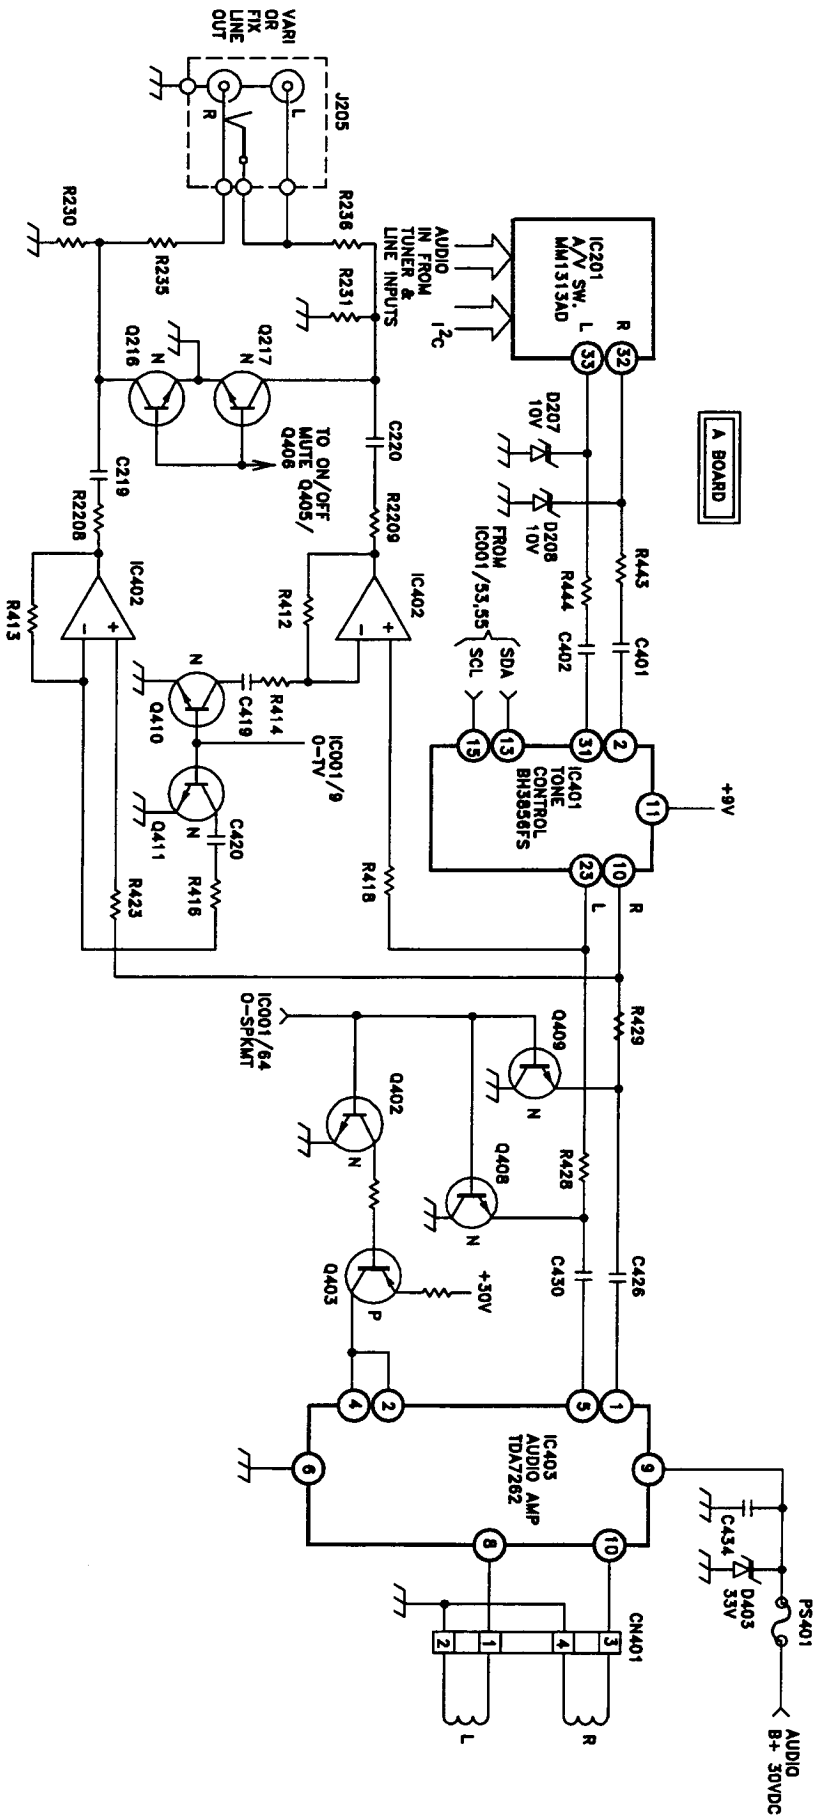 A BOARD
+9V
AUDIO
B+ 30VDC
PS401
D403
33V
C434
IC201
A/V SW.
MM1313AD
R
L
32
33
AUDIO
IN FROM
TUNER &
LINE INPUTS
I²C
D207
10V
D208
10V
R443
C401
R444
C402
FROM
IC001/53,55
SDA
SCL
2
31
13
15
11
IC401
TONE
CONTROL
BH3856FS
10
23
R
L
R429
C426
R428
C430
Q409
N
Q408
N
IC001/64
O-SPKMT
Q402
N
Q403
P
+30V
1
5
2
4
6
9
10
8
IC403
AUDIO AMP
TDA7262
CN401
3
4
1
2
R
L
VARI
OR
FIX
LINE
OUT
J205
L
R
R236
R231
R235
R230
Q217
N
Q216
N
TO ON/OFF
MUTE Q405/
Q406
C220
R2209
C219
R2208
IC402
+
-
R412
IC402
+
-
R413
R414
C419
Q410
N
IC001/9
O-TV
Q411
N
C420
R416
R418
R423